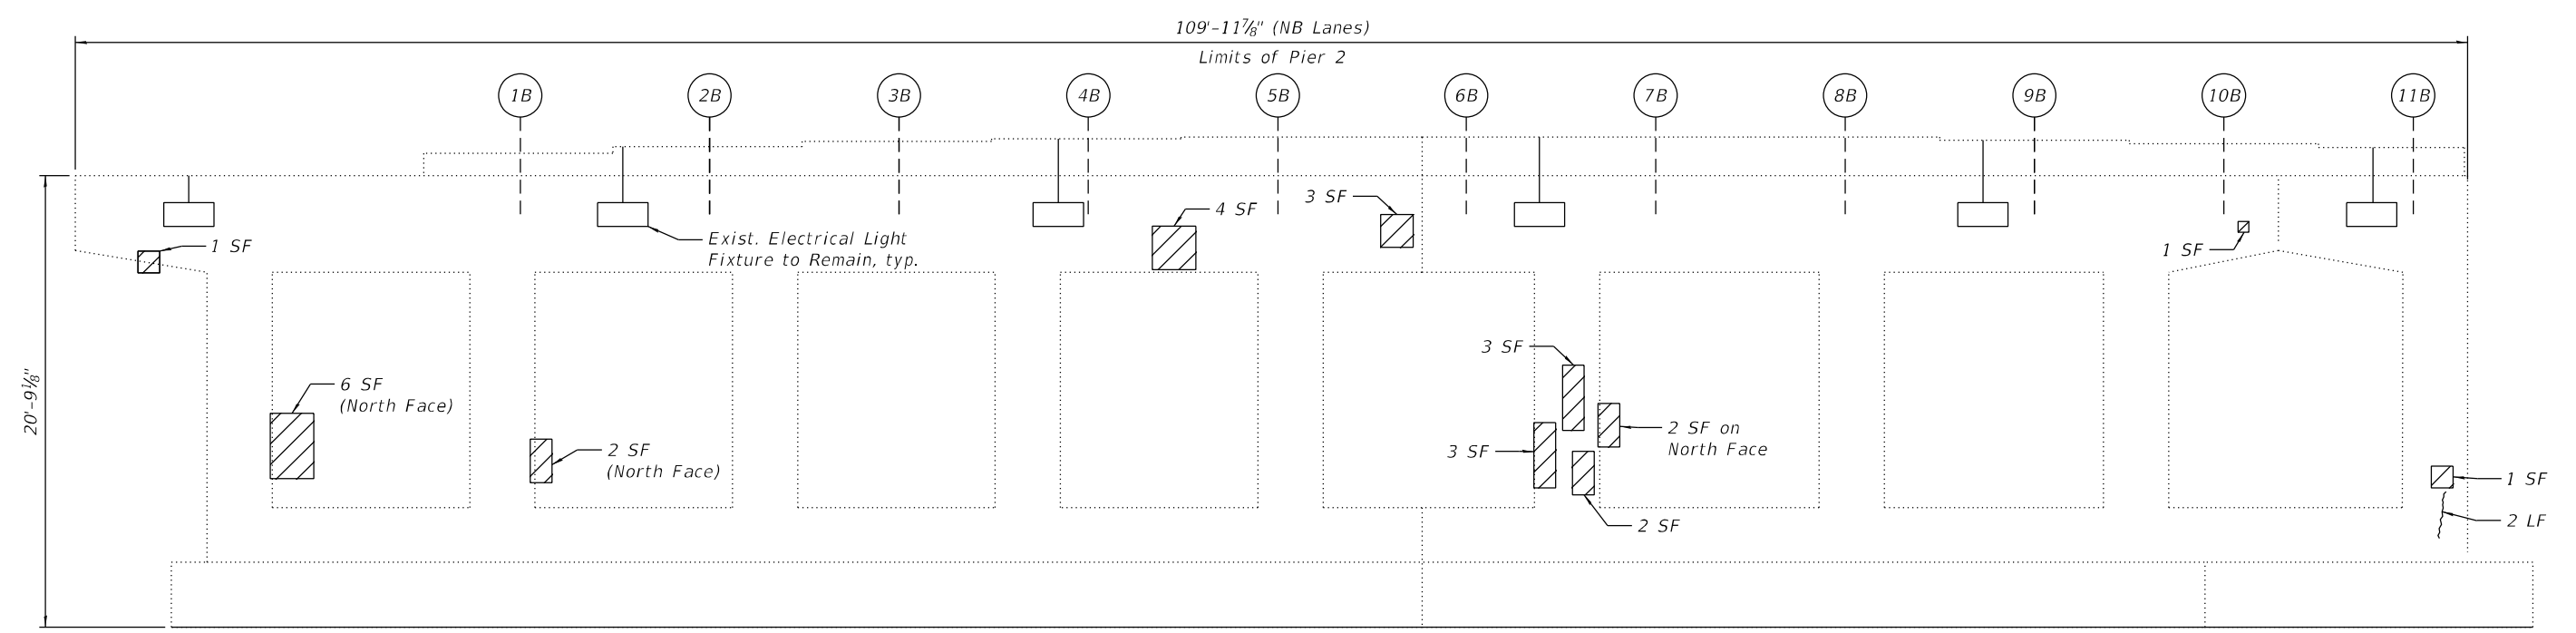 109'-11⅞" (NB Lanes)
Limits of Pier 2
1B
2B
3B
4B
5B
6B
7B
8B
9B
10B
11B
3 SF
4 SF
1 SF
Exist. Electrical Light
Fixture to Remain, typ.
1 SF
20'-9⅛"
3 SF
6 SF
(North Face)
2 SF on
North Face
2 SF
(North Face)
3 SF
1 SF
2 SF
2 LF